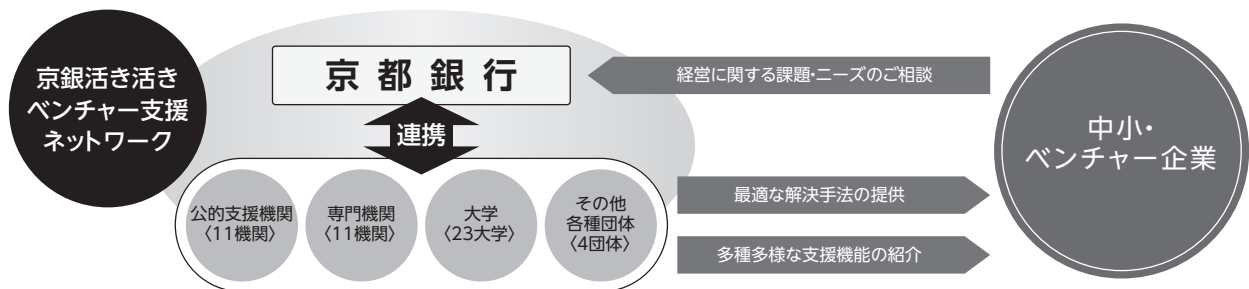 京銀活き活き
ベンチャー支援
ネットワーク
京都銀行
経営に関する課題・ニーズのご相談
連携
公的支援機関
〈11機関〉
専門機関
〈11機関〉
大学
〈23大学〉
その他
各種団体
〈4団体〉
最適な解決手法の提供
多種多様な支援機能の紹介
中小・
ベンチャー企業